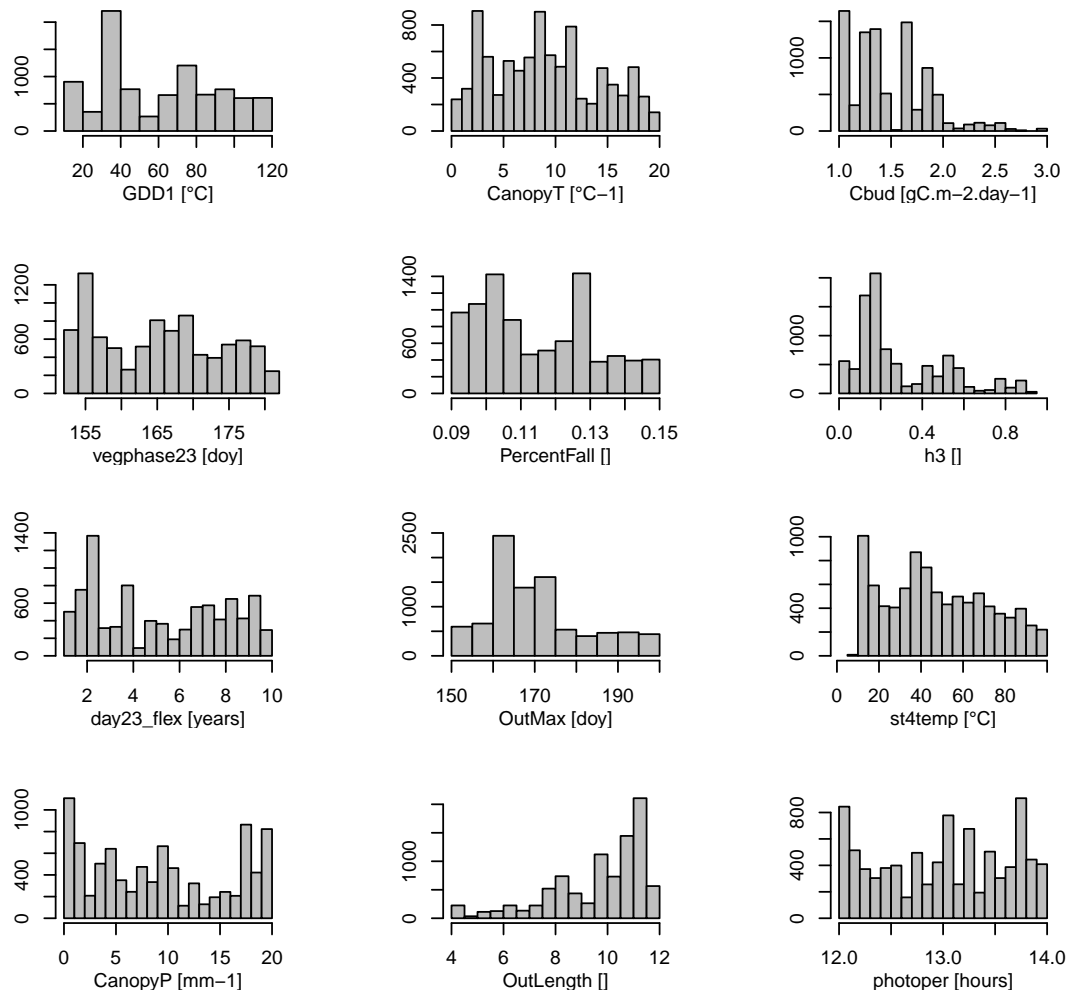 0 1000
20 40 60 80 120
GDD1 [°C]
0 400 800
0 5 10 15 20
CanopyT [°C−1]
0 1000
1.0 1.5 2.0 2.5 3.0
Cbud [gC.m−2.day−1]
0 600 1200
155 165 175
vegphase23 [doy]
0 600 1400
0.09 0.11 0.13 0.15
PercentFall []
0 1000
0.0 0.4 0.8
h3 []
0 600 1400
2 4 6 8 10
day23_flex [years]
0 1000 2500
150 170 190
OutMax [doy]
0 400 1000
0 20 40 60 80
st4temp [°C]
0 400 1000
0 5 10 15 20
CanopyP [mm−1]
0 1000
4 6 8 10 12
OutLength []
0 400 800
12.0 13.0 14.0
photoper [hours]